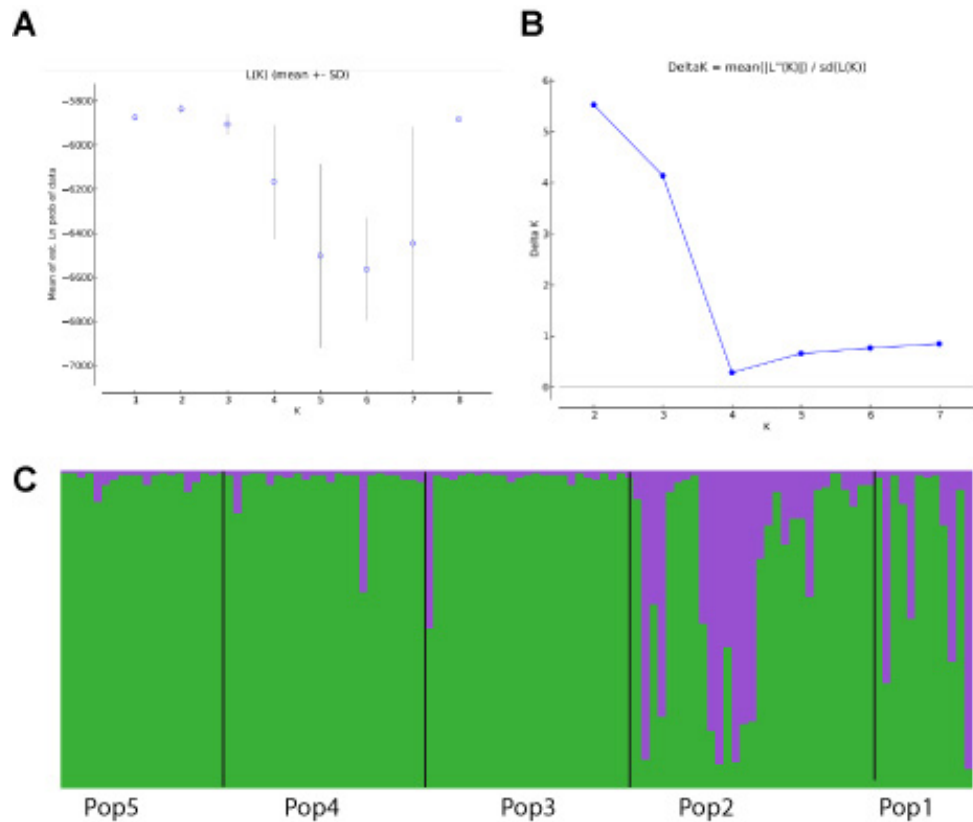 A
L(K) (mean +- SD)
Mean of est. Ln prob of data
−5800
−6000
−6200
−6400
−6600
−6800
−7000
1 2 3 4 5 6 7 8
K
B
DeltaK = mean(|L"(K)|) / sd(L(K))
Delta K
6
5
4
3
2
1
0
2 3 4 5 6 7
K
C
Pop5 Pop4 Pop3 Pop2 Pop1